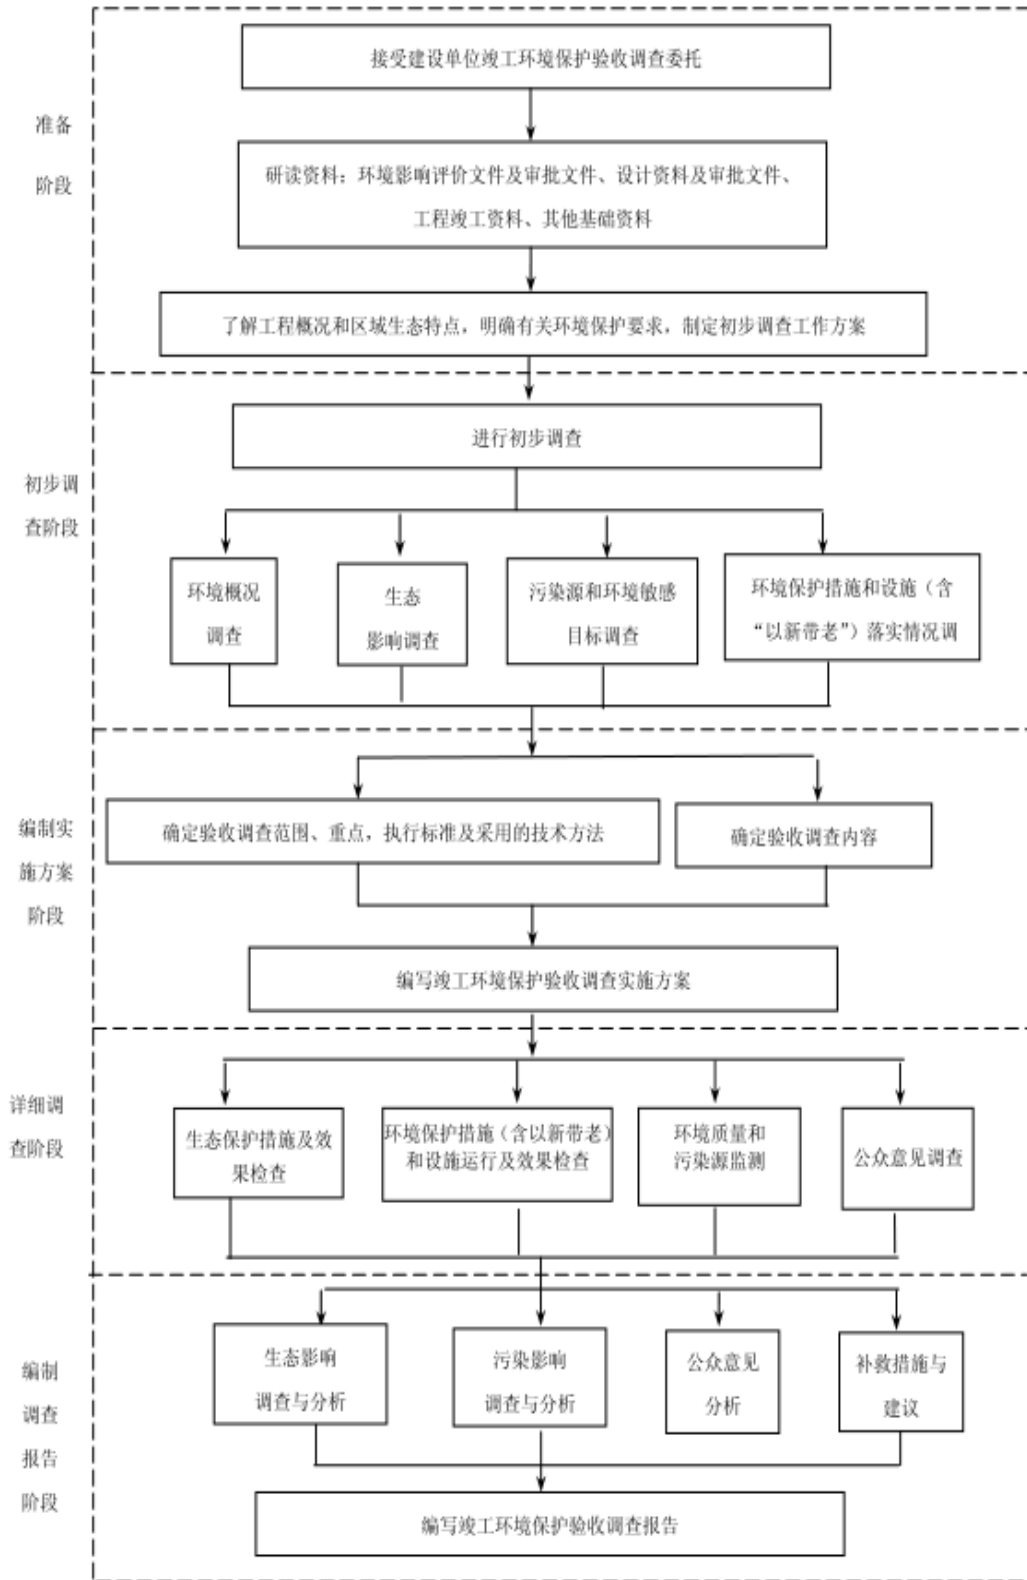 准备
阶段
接受建设单位竣工环境保护验收调查委托
研读资料：环境影响评价文件及审批文件、设计资料及审批文件、
工程竣工资料、其他基础资料
了解工程概况和区域生态特点，明确有关环境保护要求，制定初步调查工作方案
初步调
查阶段
进行初步调查
环境概况
调查
生态
影响调查
污染源和环境敏感
目标调查
环境保护措施和设施（含
“以新带老”）落实情况调
编制实
施方案
阶段
确定验收调查范围、重点，执行标准及采用的技术方法
确定验收调查内容
编写竣工环境保护验收调查实施方案
详细调
查阶段
生态保护措施及效
果检查
环境保护措施（含以新带老）
和设施运行及效果检查
环境质量和
污染源监测
公众意见调查
编制
调查
报告
阶段
生态影响
调查与分析
污染影响
调查与分析
公众意见
分析
补救措施与
建议
编写竣工环境保护验收调查报告